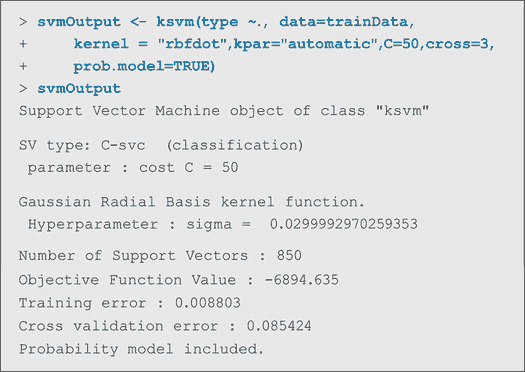 > svmOutput <- ksvm(type ~., data=trainData,
+ kernel = "rbfdot",kpar="automatic",C=50,cross=3,
+ prob.model=TRUE)
> svmOutput
Support Vector Machine object of class "ksvm"
SV type: C-svc (classification)
parameter : cost C = 50
Gaussian Radial Basis kernel function.
Hyperparameter : sigma = 0.0299992970259353
Number of Support Vectors : 850
Objective Function Value : -6894.635
Training error : 0.008803
Cross validation error : 0.085424
Probability model included.